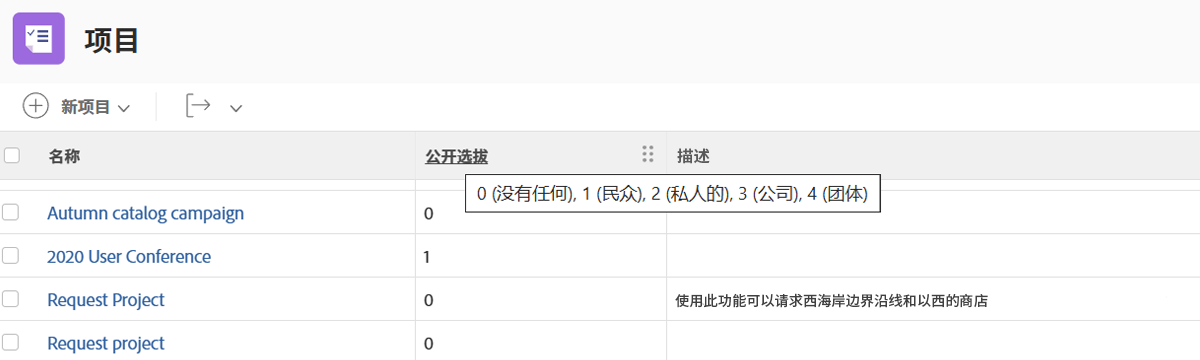 项目
新项目
名称 公开选拔 描述
0 (没有任何), 1 (民众), 2 (私人的), 3 (公司), 4 (团体)
Autumn catalog campaign 0
2020 User Conference 1
Request Project 0 使用此功能可以请求西海岸边界沿线和以西的商店
Request project 0